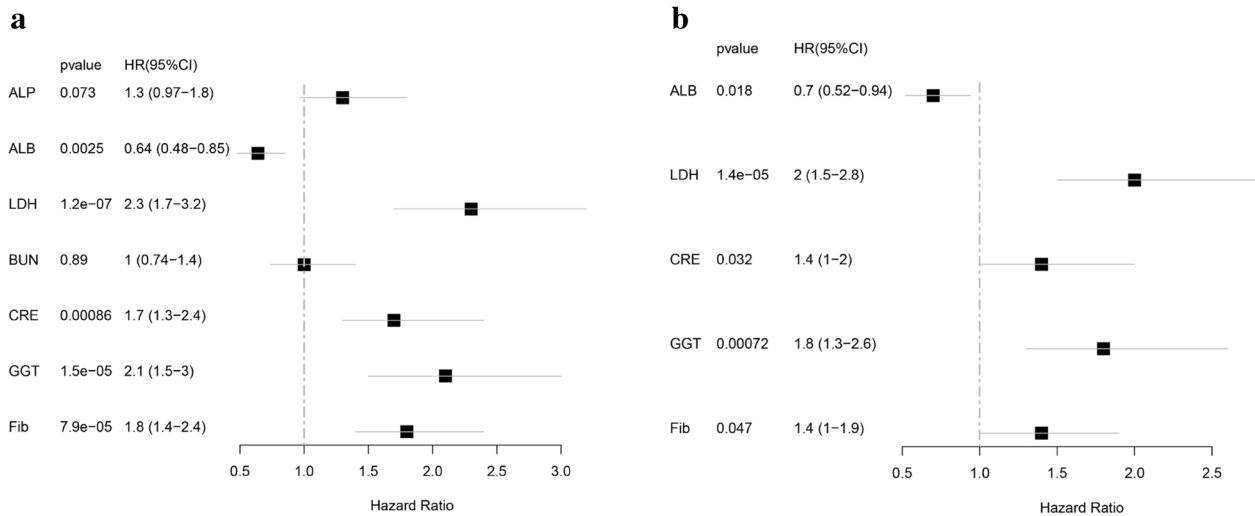 a
pvalue HR(95%CI)
ALP 0.073 1.3 (0.97−1.8)
ALB 0.0025 0.64 (0.48−0.85)
LDH 1.2e−07 2.3 (1.7−3.2)
BUN 0.89 1 (0.74−1.4)
CRE 0.00086 1.7 (1.3−2.4)
GGT 1.5e−05 2.1 (1.5−3)
Fib 7.9e−05 1.8 (1.4−2.4)
0.5 1.0 1.5 2.0 2.5 3.0
Hazard Ratio
b
pvalue HR(95%CI)
ALB 0.018 0.7 (0.52−0.94)
LDH 1.4e−05 2 (1.5−2.8)
CRE 0.032 1.4 (1−2)
GGT 0.00072 1.8 (1.3−2.6)
Fib 0.047 1.4 (1−1.9)
0.5 1.0 1.5 2.0 2.5
Hazard Ratio